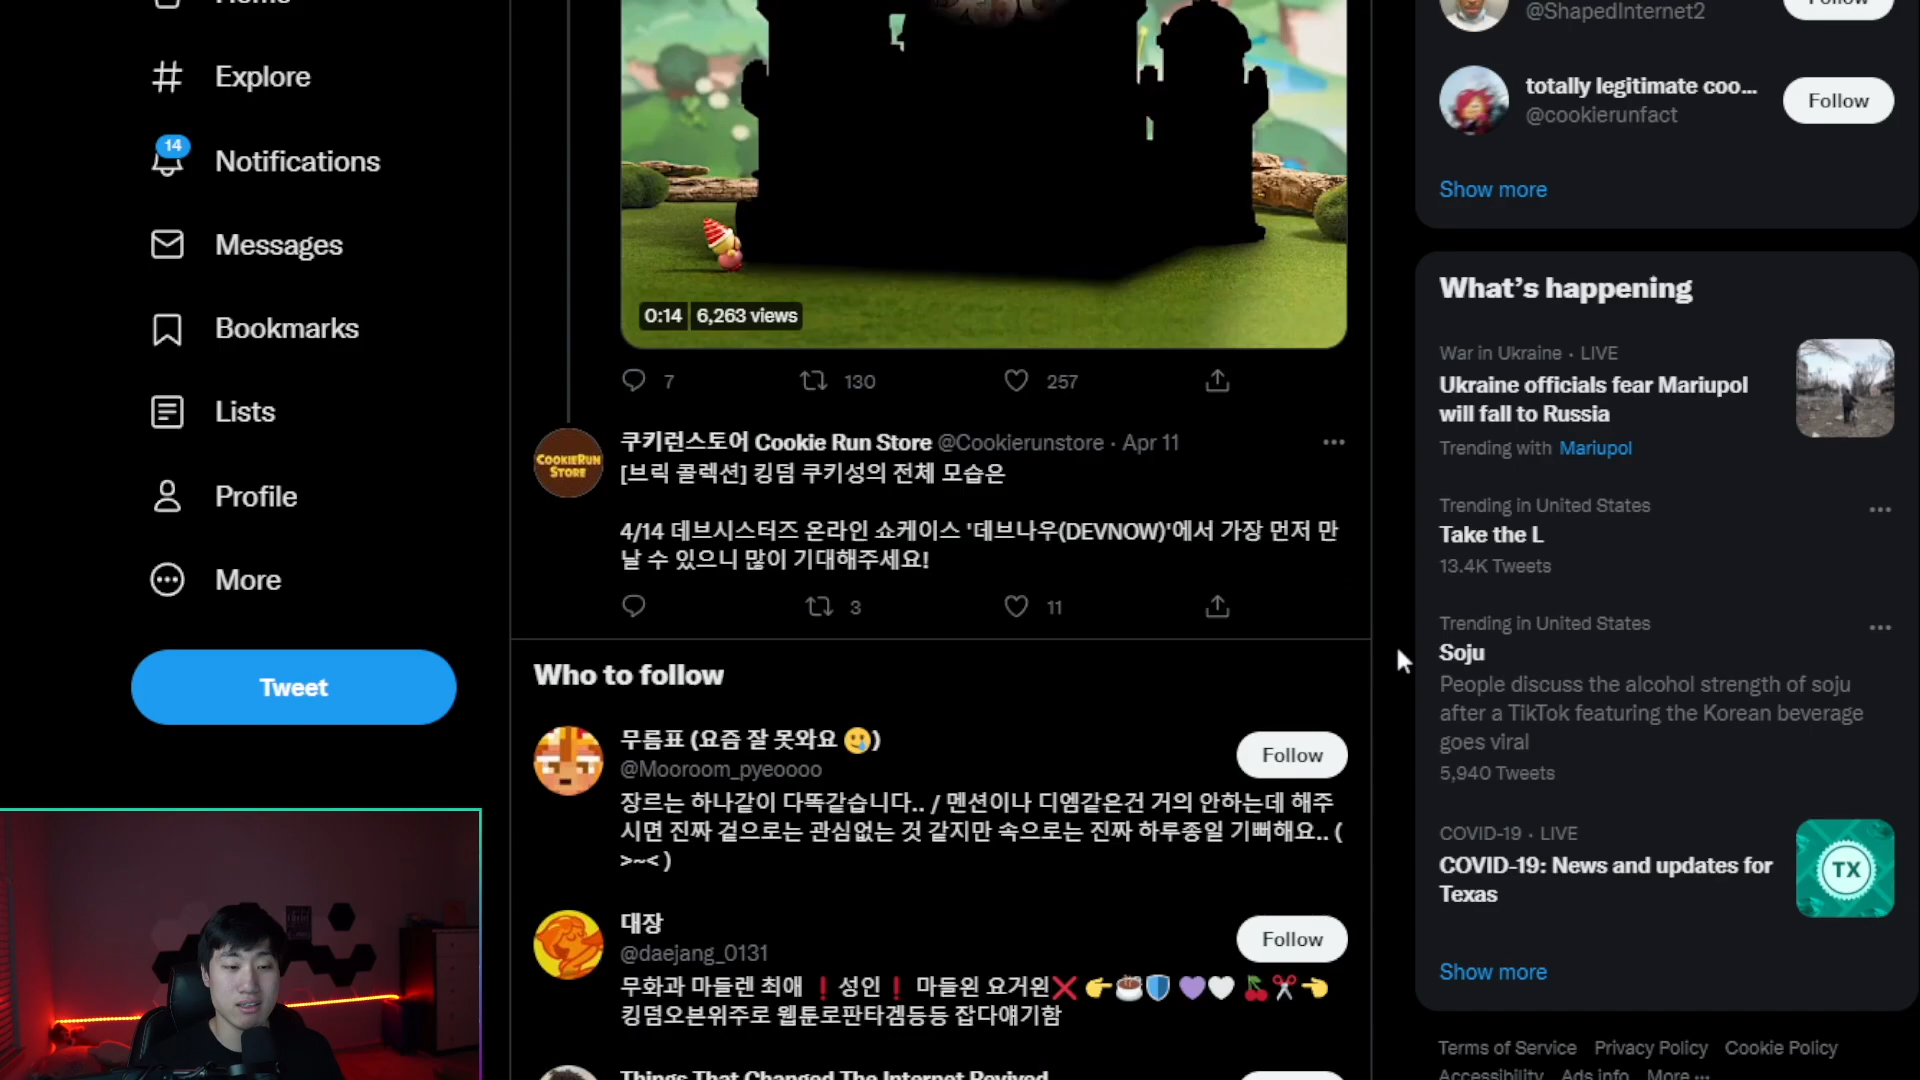 Explore
14
Notifications
Messages
Bookmarks
Lists
Profile
More
Tweet
0:14 6,263 views
7 130 257
쿠키런스토어 Cookie Run Store @Cookierunstore · Apr 11
COOKIERUN
STORE
[브릭 콜렉션] 킹덤 쿠키성의 전체 모습은
4/14 데브시스터즈 온라인 쇼케이스 '데브나우(DEVNOW)'에서 가장 먼저 만
날 수 있으니 많이 기대해주세요!
3 11
Who to follow
무름표 (요즘 잘 못와요 🥲)
@Mooroom_pyeoooo
Follow
장르는 하나같이 다똑같습니다.. / 멘션이나 디엠같은건 거의 안하는데 해주
시면 진짜 겉으로는 관심없는 것 같지만 속으로는 진짜 하루종일 기뻐해요.. (
>~< )
대장
@daejang_0131
Follow
무화과 마들렌 최애 ❗성인❗ 마들왼 요거왼❌ 👉☕🛡️ 💜🤍 🍒✂️👈
킹덤오븐위주로 웹툰로판타겜등등 잡다얘기함
Things That Changed The Internet Revived
@ShapedInternet2
Follow
totally legitimate coo...
@cookierunfact
Follow
Show more
What's happening
War in Ukraine · LIVE
Ukraine officials fear Mariupol
will fall to Russia
Trending with Mariupol
Trending in United States
Take the L
13.4K Tweets
Trending in United States
Soju
People discuss the alcohol strength of soju
after a TikTok featuring the Korean beverage
goes viral
5,940 Tweets
COVID-19 · LIVE
COVID-19: News and updates for
Texas
TX
Show more
Terms of Service Privacy Policy Cookie Policy
Accessibility Ads info More ...